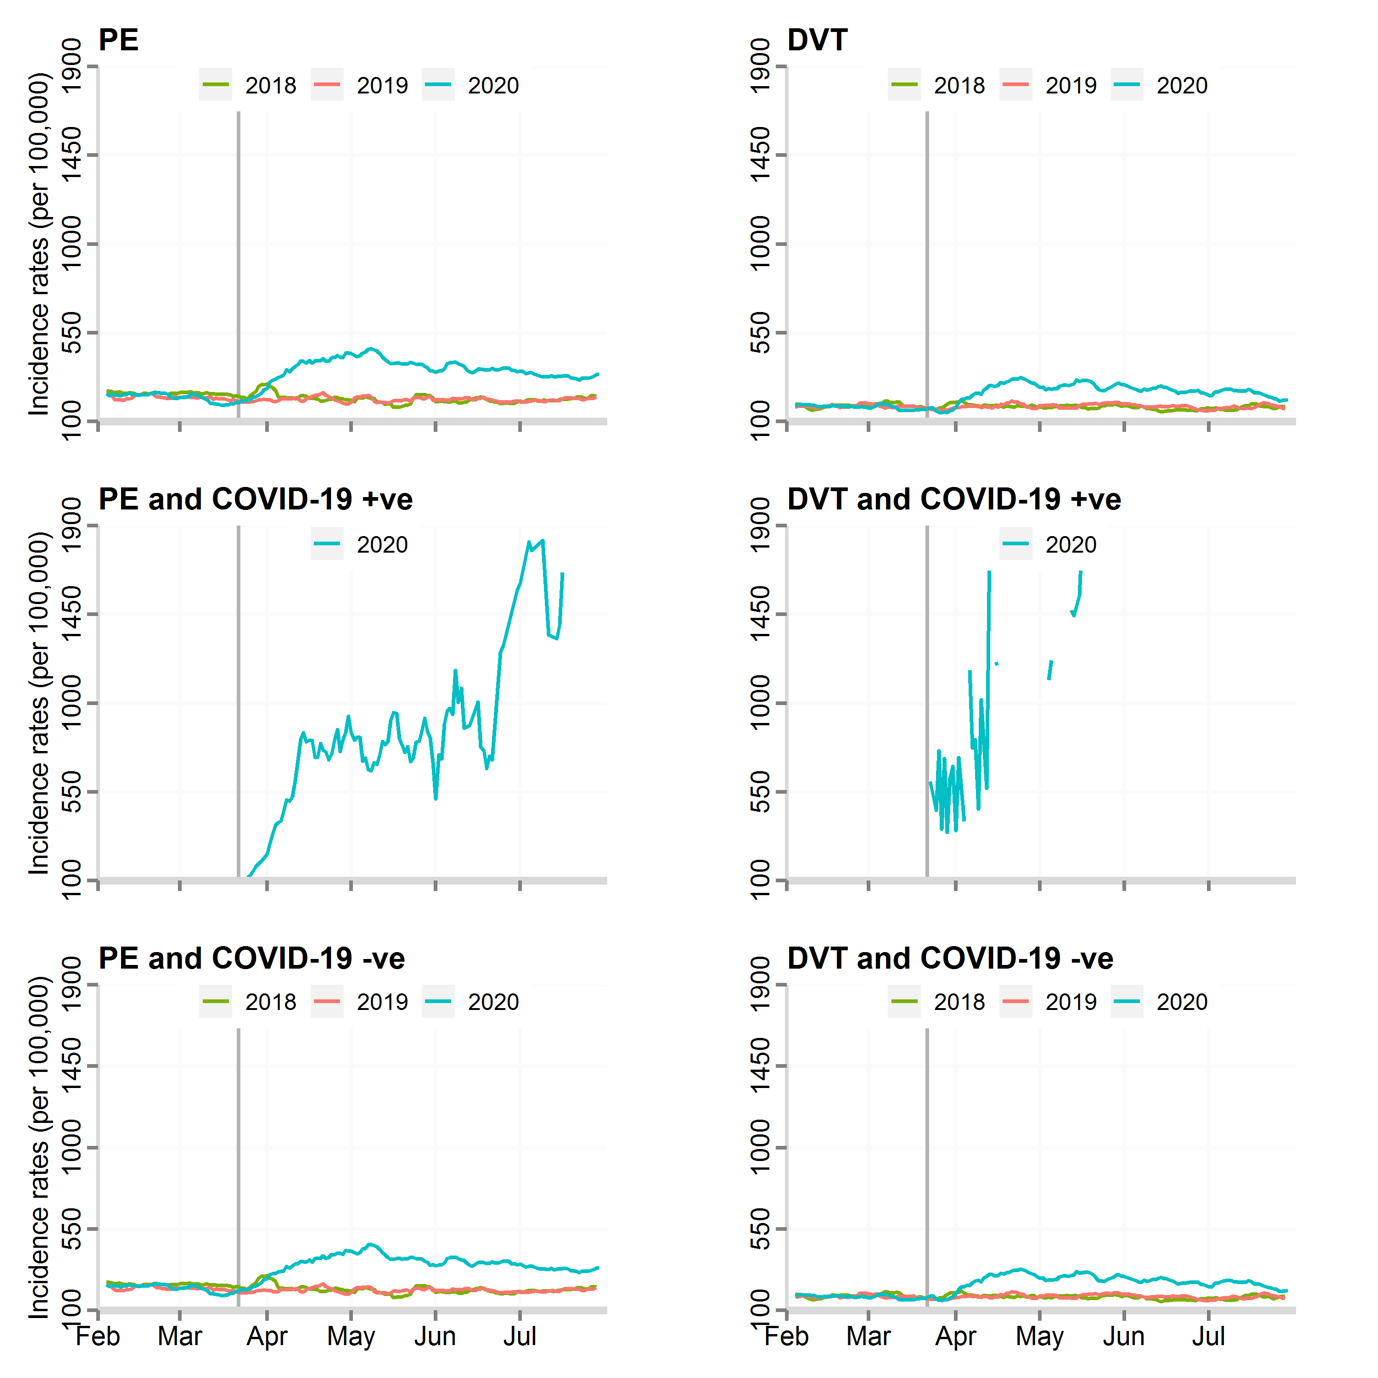 PE
2018 2019 2020
Incidence rates (per 100,000)
1900
1450
1000
550
100
DVT
2018 2019 2020
1900
1450
1000
550
100
PE and COVID-19 +ve
2020
Incidence rates (per 100,000)
1900
1450
1000
550
100
DVT and COVID-19 +ve
2020
1900
1450
1000
550
100
PE and COVID-19 -ve
2018 2019 2020
Incidence rates (per 100,000)
1900
1450
1000
550
100
Feb Mar Apr May Jun Jul
DVT and COVID-19 -ve
2018 2019 2020
1900
1450
1000
550
100
Feb Mar Apr May Jun Jul